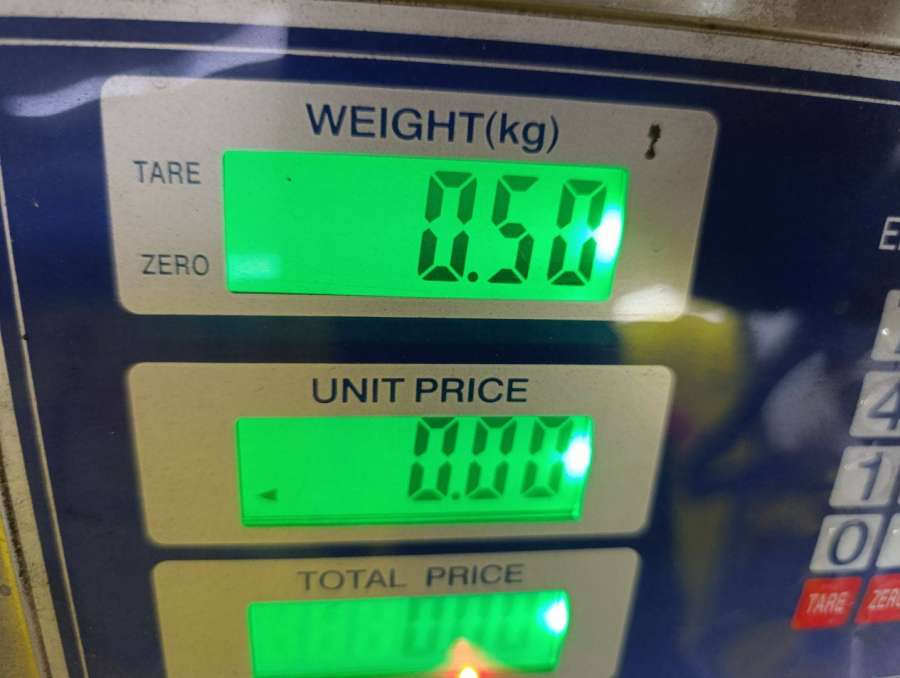 WEIGHT(kg)
TARE
0.50
ZERO
UNIT PRICE
0.00
TOTAL PRICE
4
1
0
TARE